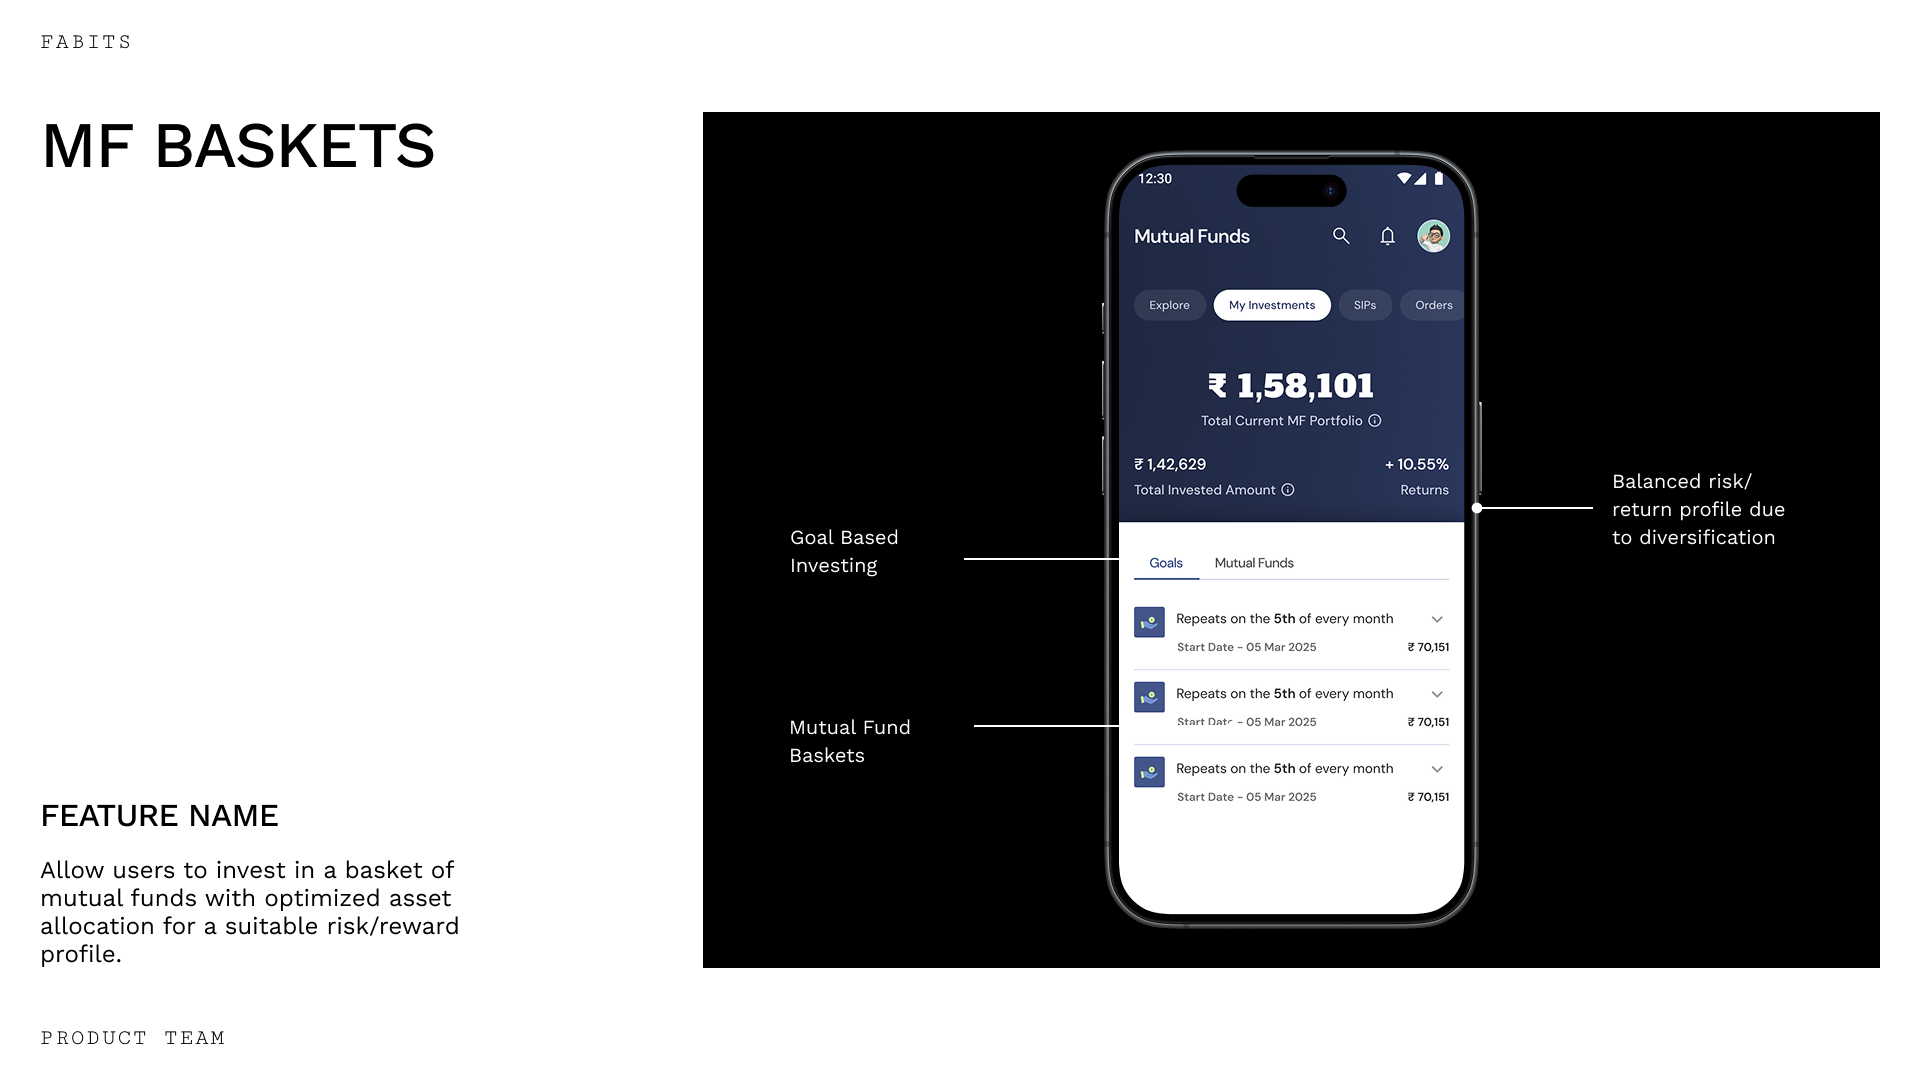 FABITS
MF BASKETS
FEATURE NAME
Allow users to invest in a basket of
mutual funds with optimized asset
allocation for a suitable risk/reward
profile.
PRODUCT TEAM
Goal Based
Investing
Mutual Fund
Baskets
12:30
Mutual Funds
Explore My Investments SIPs Orders
₹ 1,58,101
Total Current MF Portfolio
₹ 1,42,629 + 10.55%
Total Invested Amount Returns
Goals Mutual Funds
Repeats on the 5th of every month
Start Date - 05 Mar 2025 ₹ 70,151
Repeats on the 5th of every month
Start Date - 05 Mar 2025 ₹ 70,151
Repeats on the 5th of every month
Start Date - 05 Mar 2025 ₹ 70,151
Balanced risk/
return profile due
to diversification